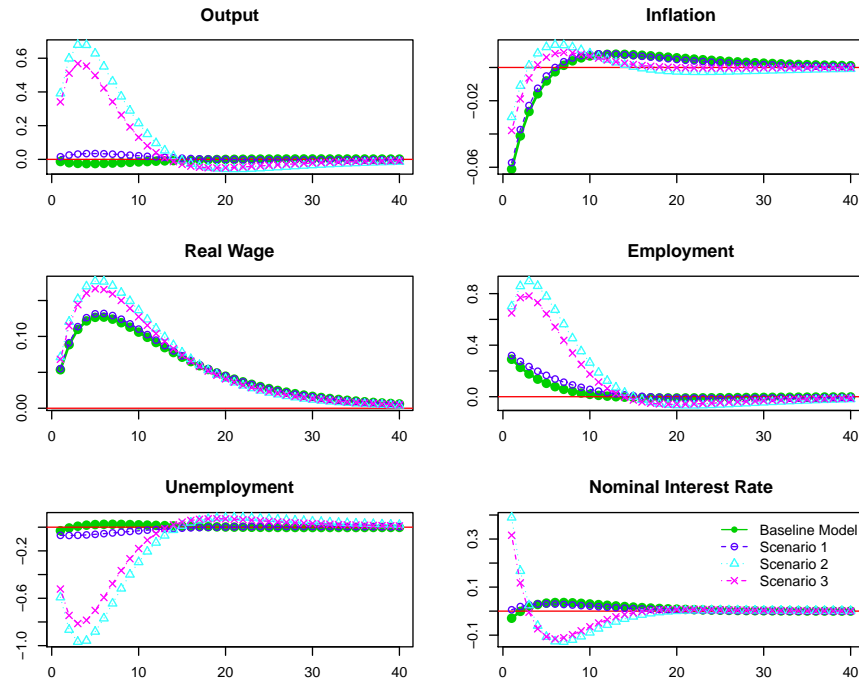 Output
0.0 0.2 0.4 0.6
0 10 20 30 40
Inflation
−0.06 −0.02
0 10 20 30 40
Real Wage
0.00 0.10
0 10 20 30 40
Employment
0.0 0.4 0.8
0 10 20 30 40
Unemployment
−1.0 −0.6 −0.2
0 10 20 30 40
Nominal Interest Rate
−0.1 0.1 0.3
0 10 20 30 40
Baseline Model
Scenario 1
Scenario 2
Scenario 3